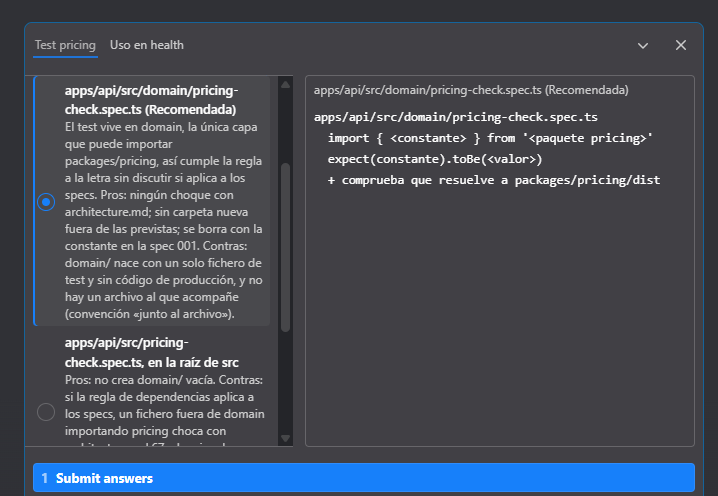 Test pricing
Uso en health
apps/api/src/domain/pricing-
check.spec.ts (Recomendada)
El test vive en domain, la única capa
que puede importar
packages/pricing, así cumple la regla
a la letra sin discutir si aplica a los
specs. Pros: ningún choque con
architecture.md; sin carpeta nueva
fuera de las previstas; se borra con la
constante en la spec 001. Contras:
domain/ nace con un solo fichero de
test y sin código de producción, y no
hay un archivo al que acompañe
(convención «junto al archivo»).
apps/api/src/pricing-
check.spec.ts, en la raíz de src
Pros: no crea domain/ vacía. Contras:
si la regla de dependencias aplica a
los specs, un fichero fuera de domain
importando pricing choca con
apps/api/src/domain/pricing-check.spec.ts (Recomendada)
apps/api/src/domain/pricing-check.spec.ts
import { <constante> } from '<paquete pricing>'
expect(constante).toBe(<valor>)
+ comprueba que resuelve a packages/pricing/dist
1 Submit answers